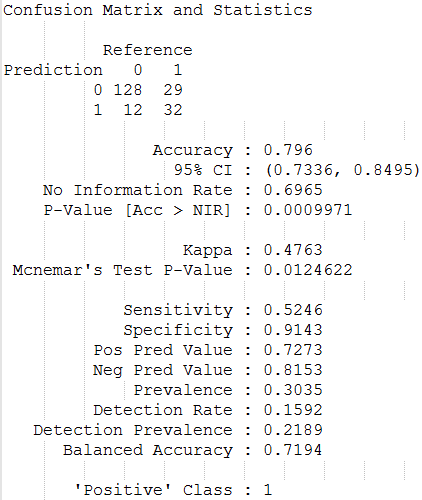 Confusion Matrix and Statistics
Reference
Prediction 0 1
0 128 29
1 12 32
Accuracy : 0.796
95% CI : (0.7336, 0.8495)
No Information Rate : 0.6965
P-Value [Acc > NIR] : 0.0009971
Kappa : 0.4763
Mcnemar's Test P-Value : 0.0124622
Sensitivity : 0.5246
Specificity : 0.9143
Pos Pred Value : 0.7273
Neg Pred Value : 0.8153
Prevalence : 0.3035
Detection Rate : 0.1592
Detection Prevalence : 0.2189
Balanced Accuracy : 0.7194
'Positive' Class : 1